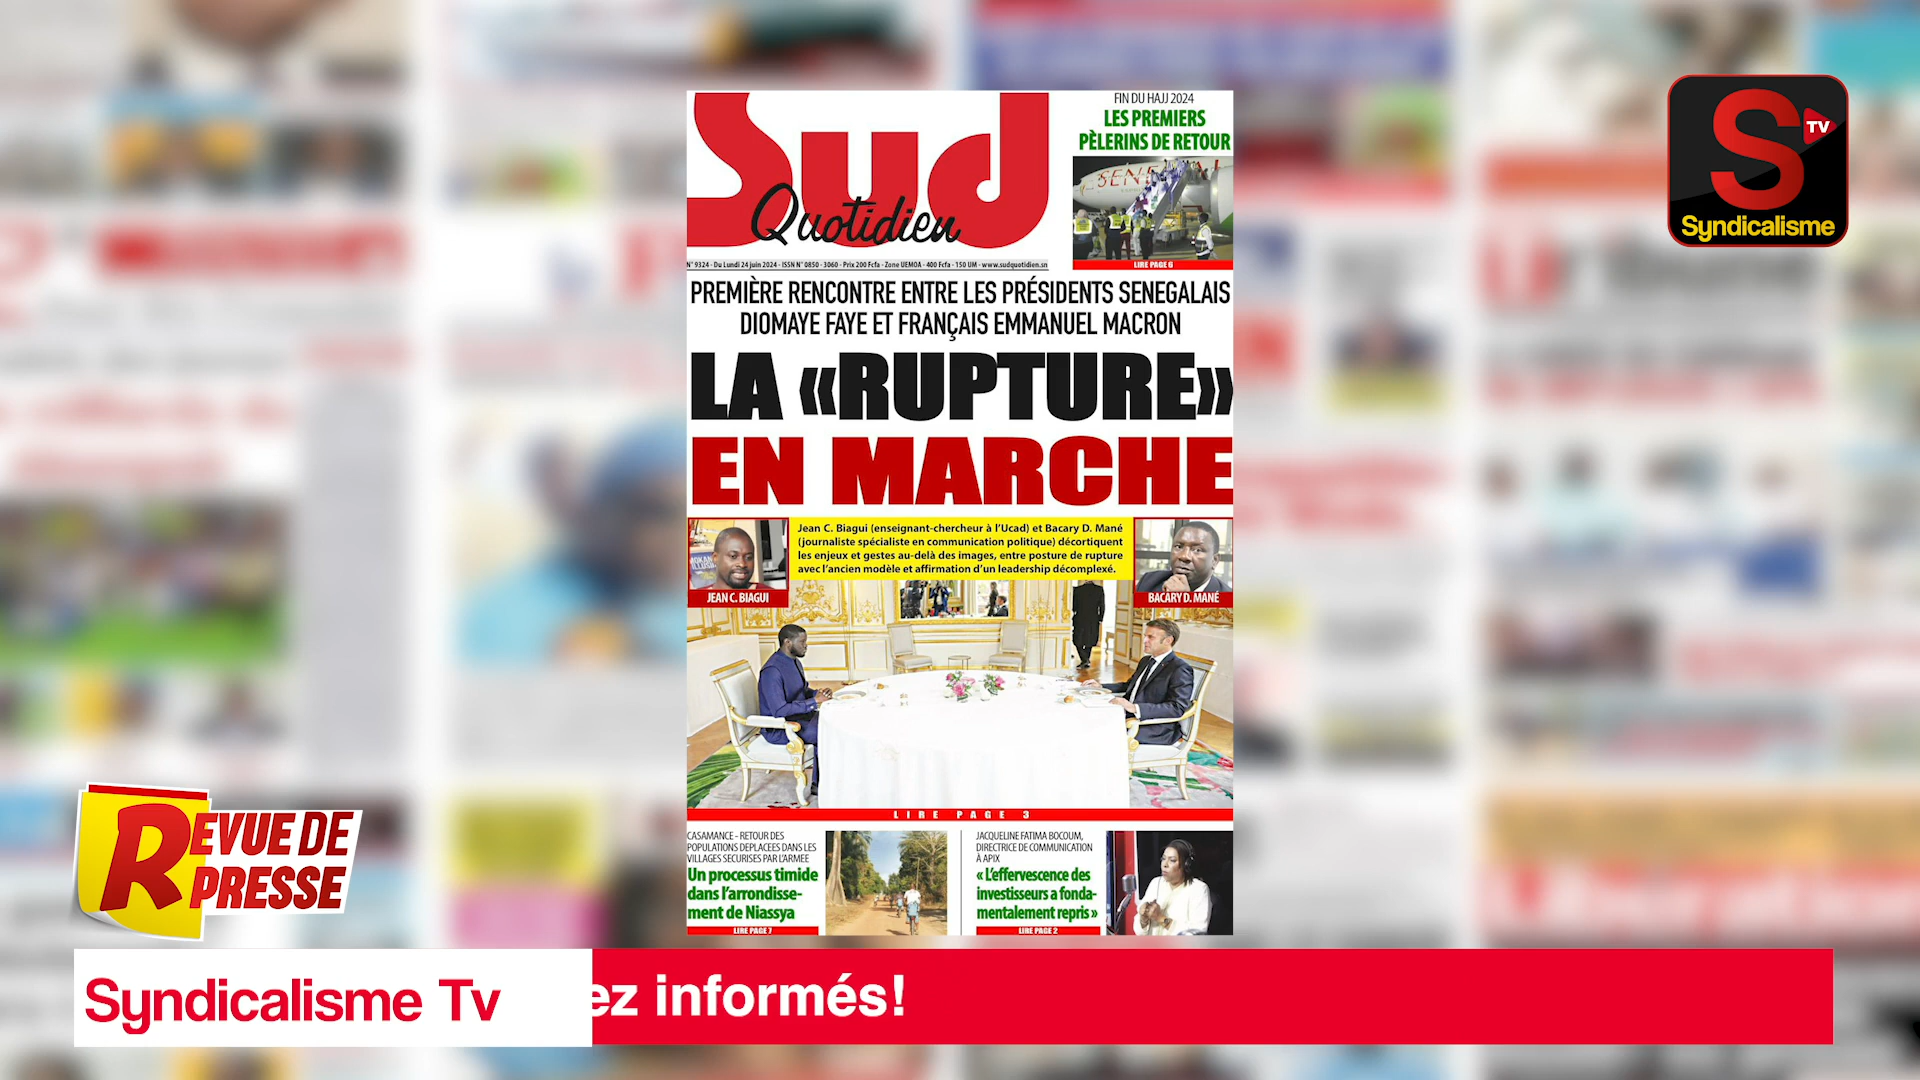 Sud
Quotidien
N° 9324 - Du Lundi 24 juin 2024 - ISSN N° 0850 - 3060 - Prix 200 Fcfa - Zone UEMOA - 400 Fcfa - 150 UM - www.sudquotidien.sn
FIN DU HAJJ 2024
LES PREMIERS
PÈLERINS DE RETOUR
LIRE PAGE 6
PREMIÈRE RENCONTRE ENTRE LES PRÉSIDENTS SENEGALAIS
DIOMAYE FAYE ET FRANÇAIS EMMANUEL MACRON
LA «RUPTURE»
EN MARCHE
Jean C. Biagui (enseignant-chercheur à l'Ucad) et Bacary D. Mané
(journaliste spécialiste en communication politique) décortiquent
les enjeux et gestes au-delà des images, entre posture de rupture
avec l'ancien modèle et affirmation d'un leadership décomplexé.
JEAN C. BIAGUI
BACARY D. MANÉ
LIRE PAGE 3
CASAMANCE - RETOUR DES
POPULATIONS DEPLACEES DANS LES
VILLAGES SECURISES PAR L'ARMEE
Un processus timide
dans l'arrondisse-
ment de Niassya
LIRE PAGE 7
JACQUELINE FATIMA BOCOUM,
DIRECTRICE DE COMMUNICATION
À APIX
« L'effervescence des
investisseurs a fonda-
mentalement repris »
LIRE PAGE 2
S TV
Syndicalisme
REVUE DE
PRESSE
Syndicalisme Tv
ez informés!